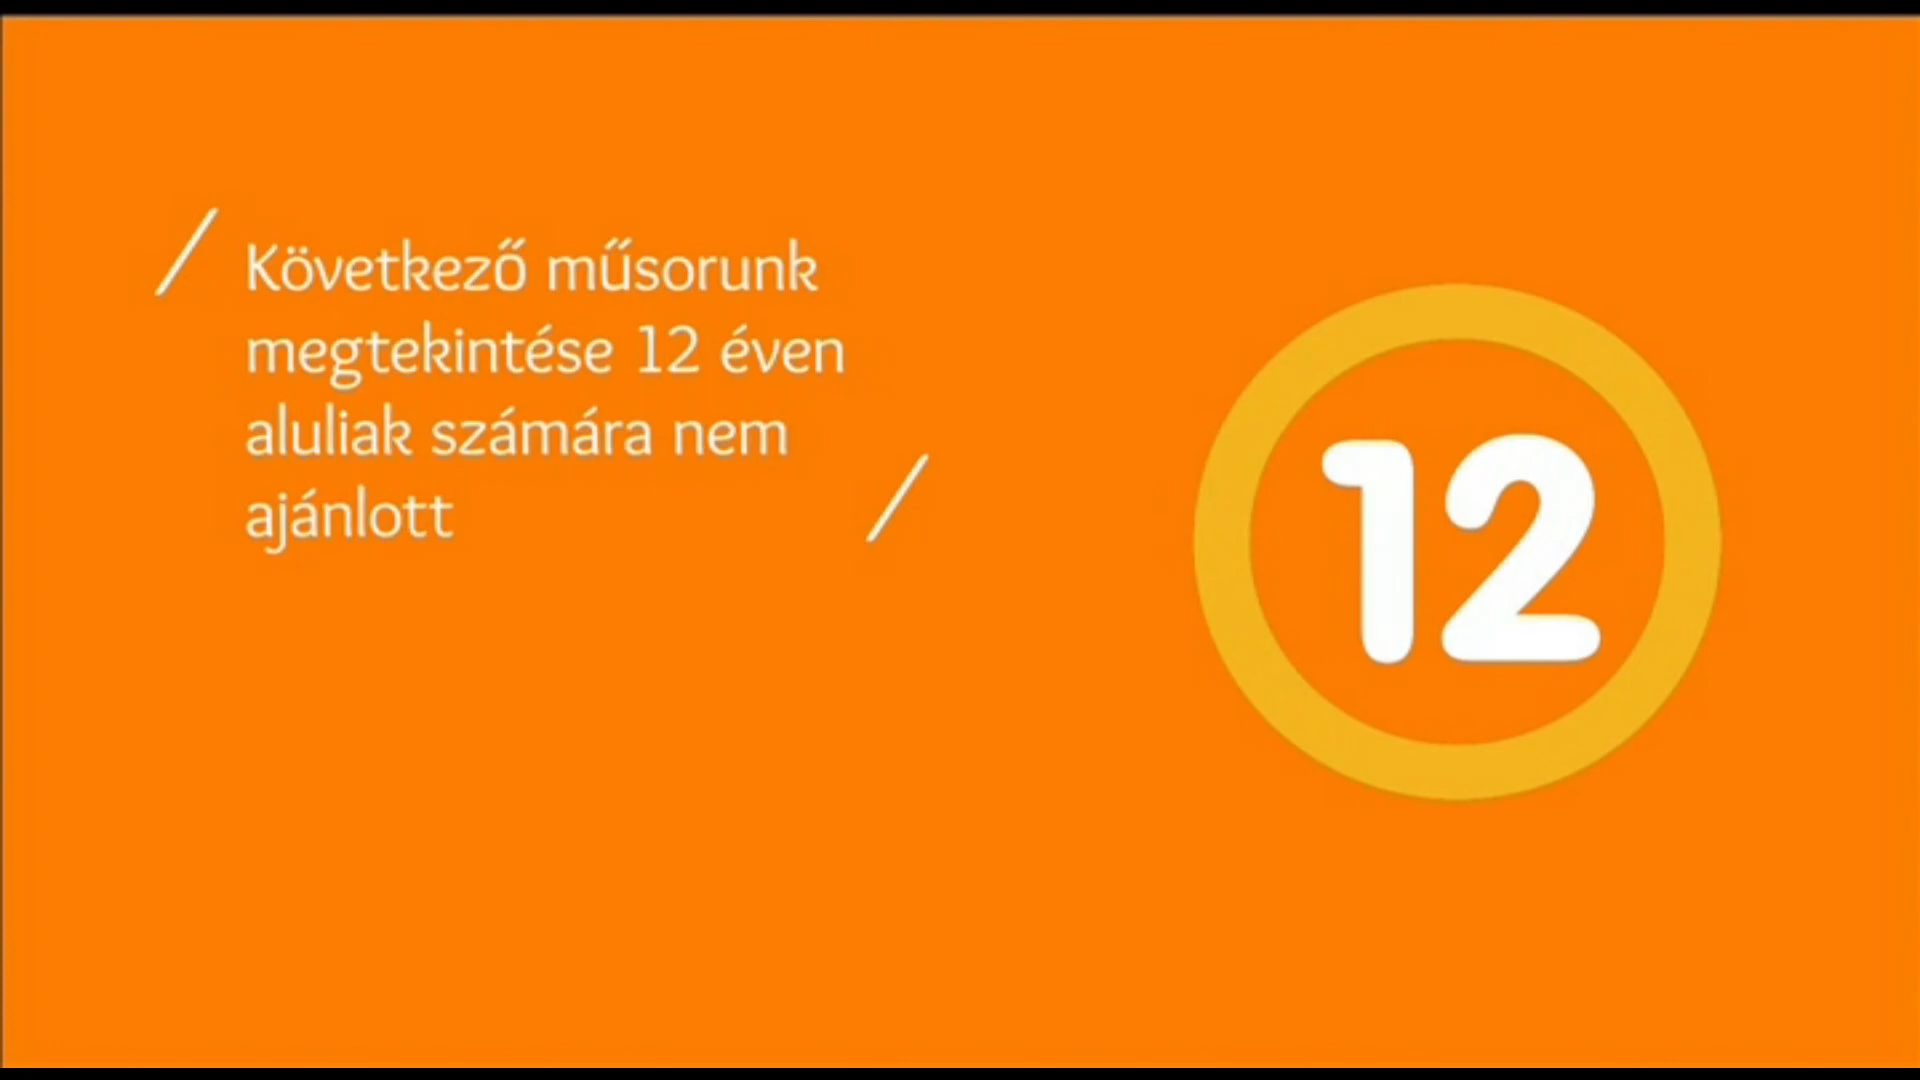 Következő műsorunk
megtekintése 12 éven
aluliak számára nem
ajánlott
12